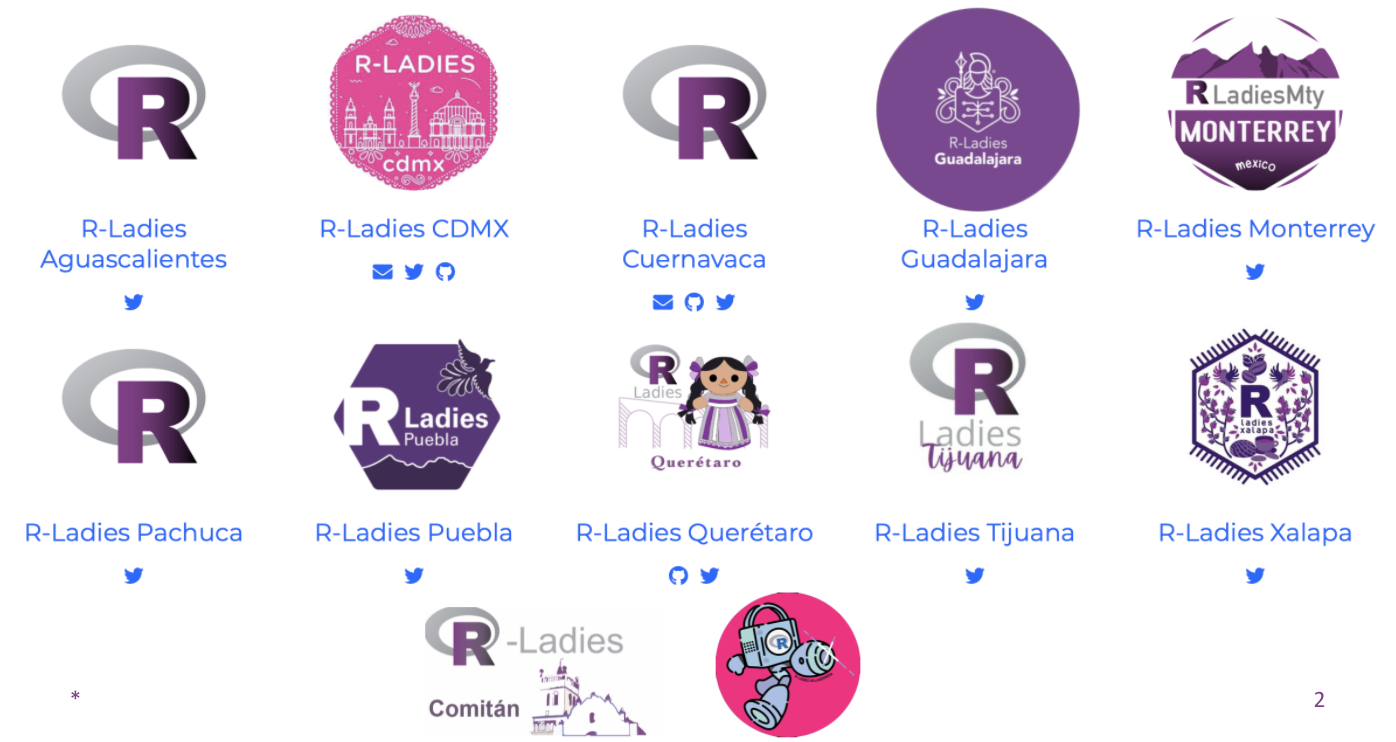 R
R-LADIES
cdmx
R
R-Ladies
Guadalajara
R LadiesMty
MONTERREY
mexico
R-Ladies
Aguascalientes
R-Ladies CDMX
R-Ladies
Cuernavaca
R-Ladies
Guadalajara
R-Ladies Monterrey
R
R Ladies
Puebla
R
Ladies
Querétaro
R
Ladies
Tijuana
R
ladies
xalapa
R-Ladies Pachuca
R-Ladies Puebla
R-Ladies Querétaro
R-Ladies Tijuana
R-Ladies Xalapa
R-Ladies
Comitán
R
*
2